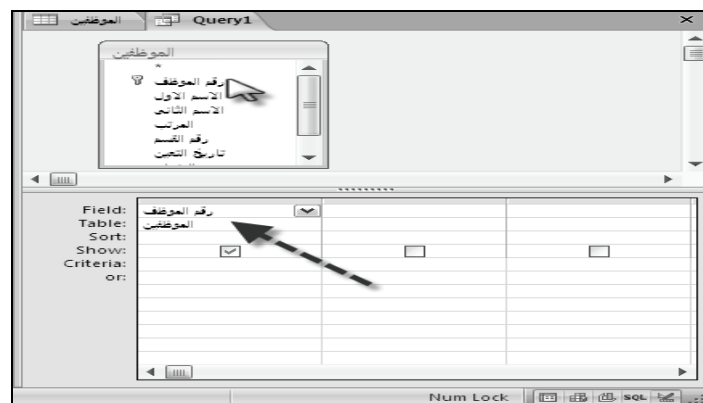 الموظفين Query1
الموظفين
*
رقم الموظف
الاسم الاول
الاسم الثاني
المرتب
رقم القسم
تاريخ التعين
Field: رقم الموظف
Table: الموظفين
Sort:
Show:
Criteria:
or:
Num Lock SQL